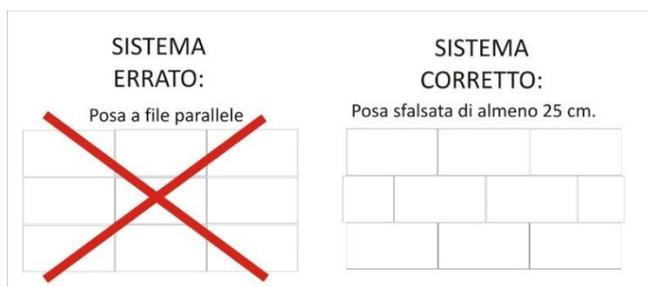 SISTEMA
ERRATO:
Posa a file parallele
SISTEMA
CORRETTO:
Posa sfalsata di almeno 25 cm.